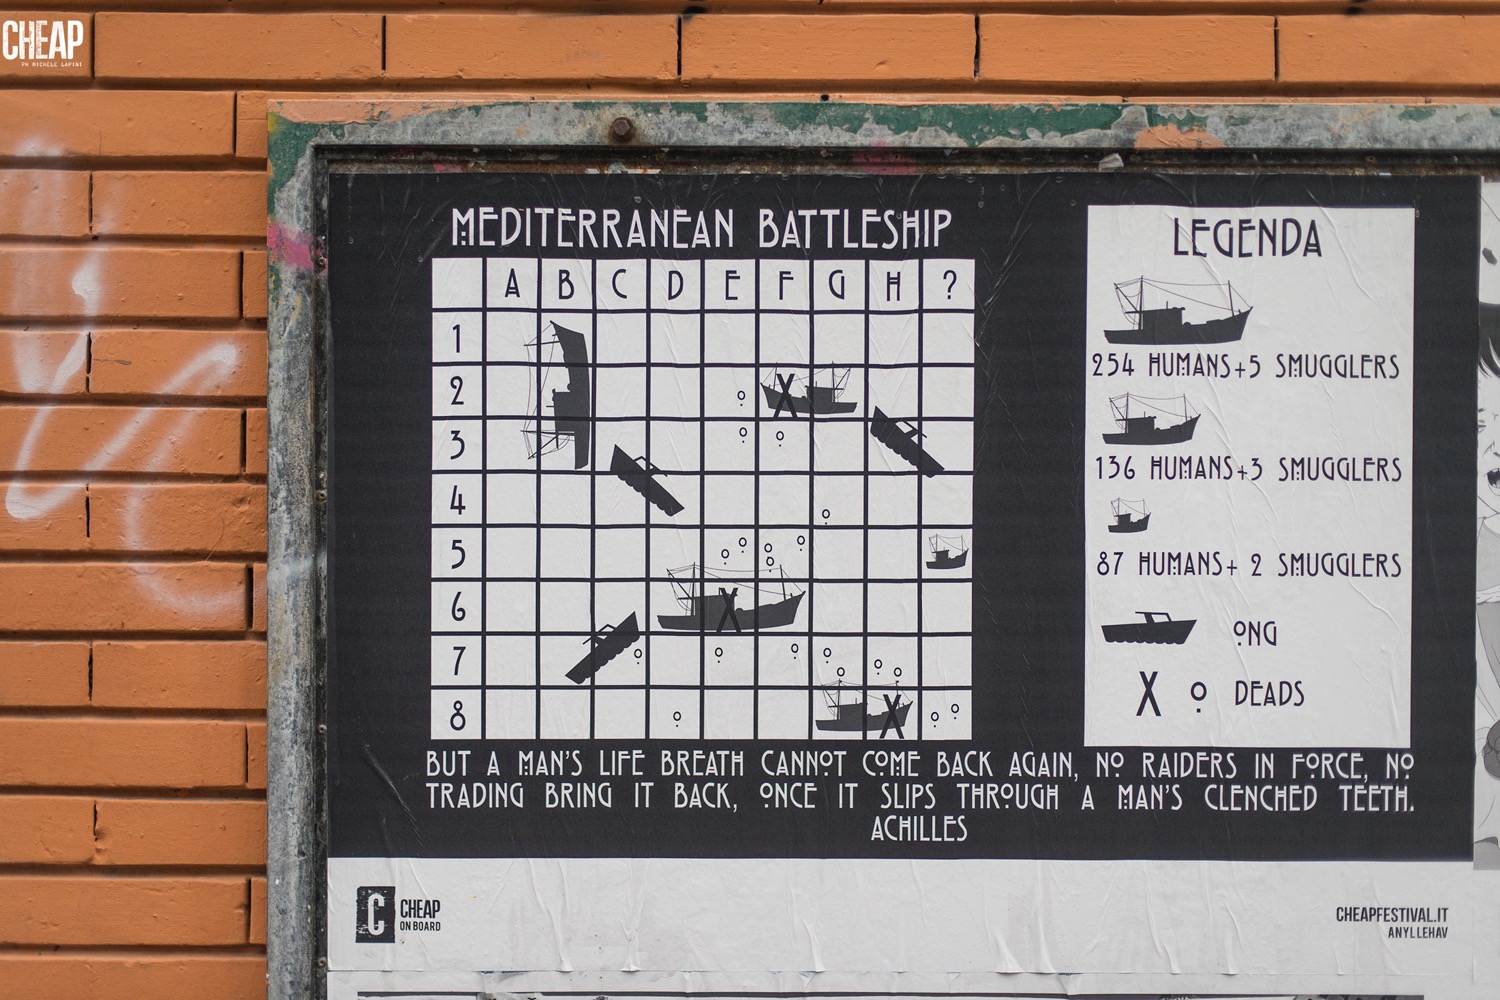 CHEAP
PH MICHELE LAPINI
MEDITERRANEAN BATTLESHIP
A B C D E F G H ?
1
2
X
3
4
5
6
X
7
8
X
LEGENDA
254 HUMANS+5 SMUGGLERS
136 HUMANS+3 SMUGGLERS
87 HUMANS+ 2 SMUGGLERS
ONG
X DEADS
BUT A MAN'S LIFE BREATH CANNOT COME BACK AGAIN, NO RAIDERS IN FORCE, NO
TRADING BRING IT BACK, ONCE IT SLIPS THROUGH A MAN'S CLENCHED TEETH.
ACHILLES
C CHEAP
ON BOARD
CHEAPFESTIVAL.IT
ANYLLEHAV